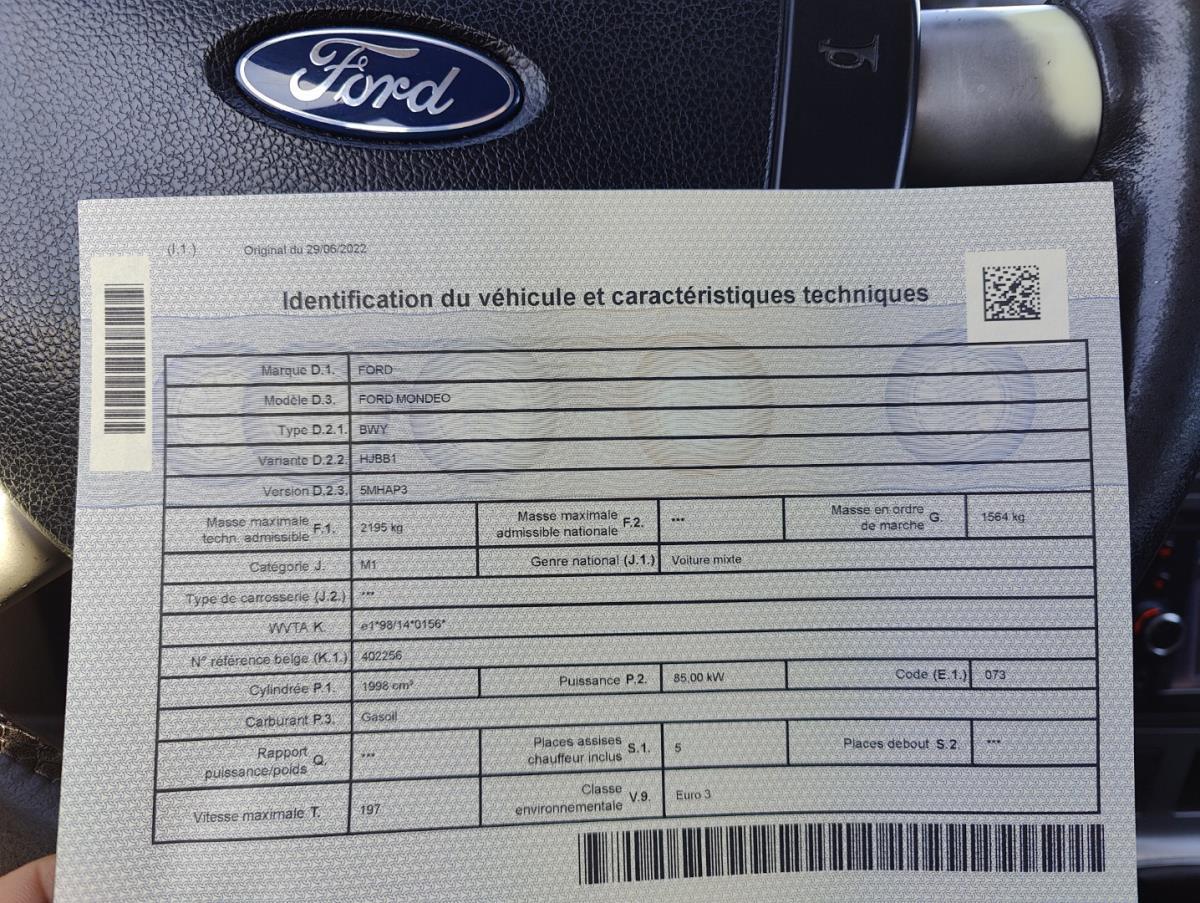 Ford
(I.1.) Original du 29/06/2022
Identification du véhicule et caractéristiques techniques
Marque D.1. FORD
Modèle D.3. FORD MONDEO
Type D.2.1. BWY
Variante D.2.2. HJBB1
Version D.2.3. 5MHAP3
Masse maximale
techn. admissible F.1. 2195 kg
Masse maximale
admissible nationale F.2. ---
Masse en ordre
de marche G. 1564 kg
Catégorie J. M1 Genre national (J.1.) Voiture mixte
Type de carrosserie (J.2.) ---
WVTA K. e1*98/14*0156*
N° référence belge (K.1.) 402256
Cylindrée P.1. 1998 cm³ Puissance P.2. 85,00 kW Code (E.1.) 073
Carburant P.3. Gasoil
Rapport
puissance/poids Q. ---
Places assises
chauffeur inclus S.1. 5
Places debout S.2. ---
Vitesse maximale T. 197
Classe
environnementale V.9. Euro 3